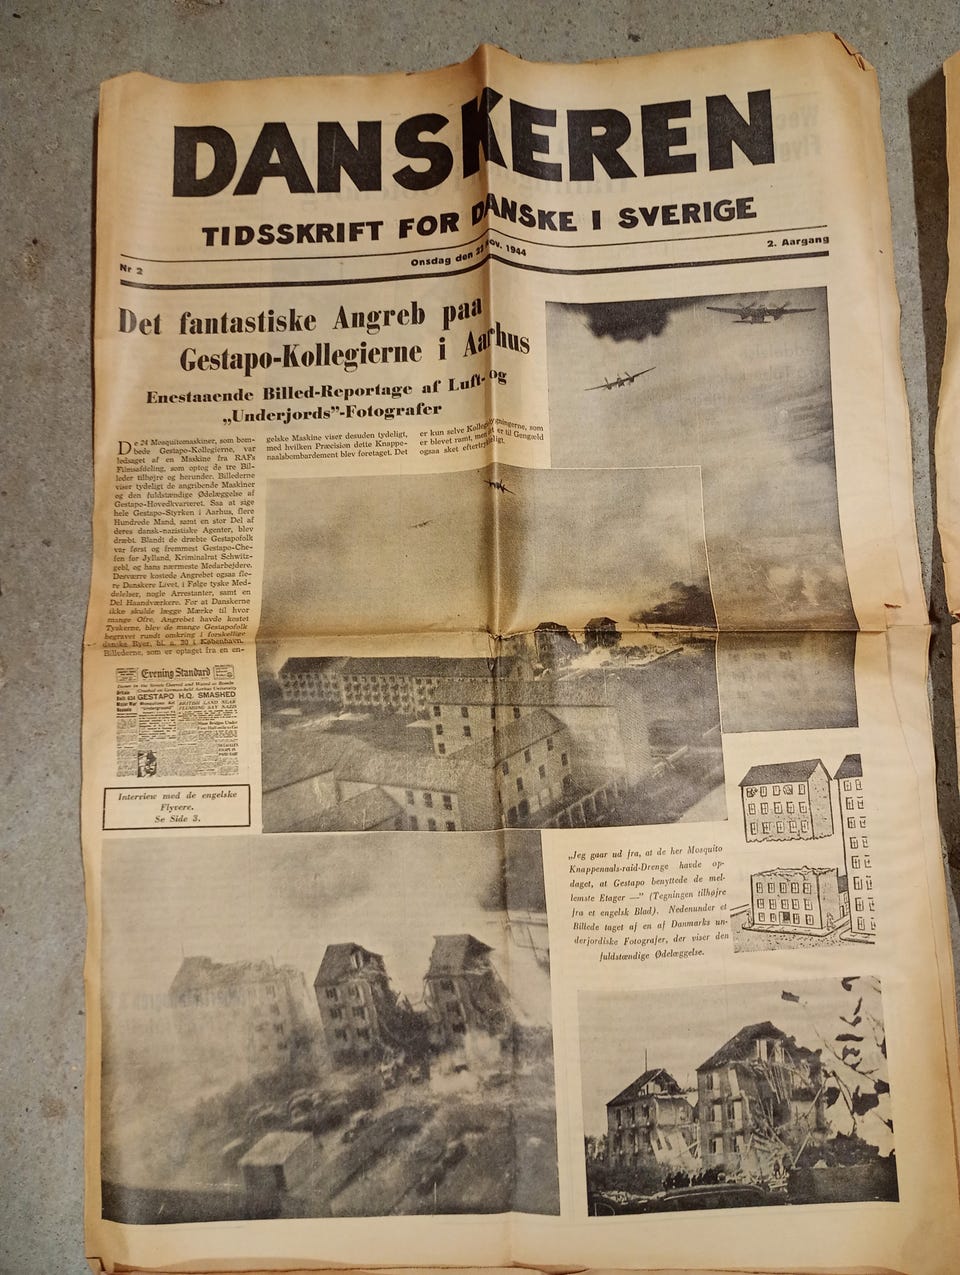 DANSKEREN
TIDSSKRIFT FOR DANSKE I SVERIGE
Nr 2
Onsdag den 22 Nov. 1944
2. Aargang
Det fantastiske Angreb paa
Gestapo-Kollegierne i Aarhus
Enestaaende Billed-Reportage af Luft- og
„Underjords”-Fotografer
De 24 Mosquitomaskiner, som bom-
bede Gestapo-Kollegierne, var
ledsaget af en Maskine fra RAFs
Filmsafdeling, som optog de tre Bil-
leder tilhøjre og herunder. Billederne
viser tydeligt de angribende Maskiner
og den fuldstændige Ødelæggelse af
Gestapo-Hovedkvarteret. Saa at sige
hele Gestapo-Styrken i Aarhus, flere
Hundrede Mand, samt en stor Del af
deres dansk-nazistiske Agenter, blev
dræbt. Blandt de dræbte Gestapofolk
var først og fremmest Gestapo-Che-
fen for Jylland, Kriminalrat Schwitz-
gebl, og hans nærmeste Medarbejdere.
Desværre kostede Angrebet ogsaa fle-
re Danskere Livet, i Følge tyske Med-
delelser, nogle Arrestanter, samt en
Del Haandværkere. For at Danskerne
ikke skulde lægge Mærke til hvor
mange Ofre, Angrebet havde kostet
Tyskerne, blev de mange Gestapofolk
begravet rundt omkring i forskellige
danske Byer, bl. a. 20 i København.
Billederne, som er optaget fra en en-
gelske Maskine viser desuden tydeligt,
med hvilken Præcision dette Knappe-
naalsbombardement blev foretaget. Det
er kun selve Kollegiebygningerne, som
er blevet ramt, men det er til Gengæld
ogsaa sket eftertrykkeligt.
Evening Standard
GESTAPO H.Q. SMASHED
Interview med de engelske
Flyvere.
Se Side 3.
„Jeg gaar ud fra, at de her Mosquito
Knappenaals-raid-Drenge havde op-
daget, at Gestapo benyttede de mel-
lemste Etager —” (Tegningen tilhøjre
fra et engelsk Blad). Nedenunder et
Billede taget af en af Danmarks un-
derjordiske Fotografer, der viser den
fuldstændige Ødelæggelse.